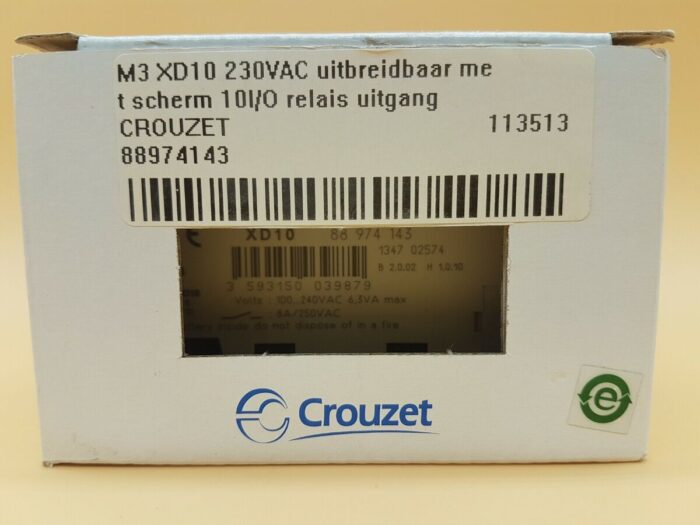 M3 XD10 230VAC uitbreidbaar me
t scherm 10I/O relais uitgang
CROUZET 113513
88974143
XD10 88 974 143
1347 02574
B 2.0.02 H 1.0.10
3 593150 039879
Volts : 100, 240VAC 6,3VA max
: 8A/250VAC
inside do not dispose of in a fire
Crouzet
e